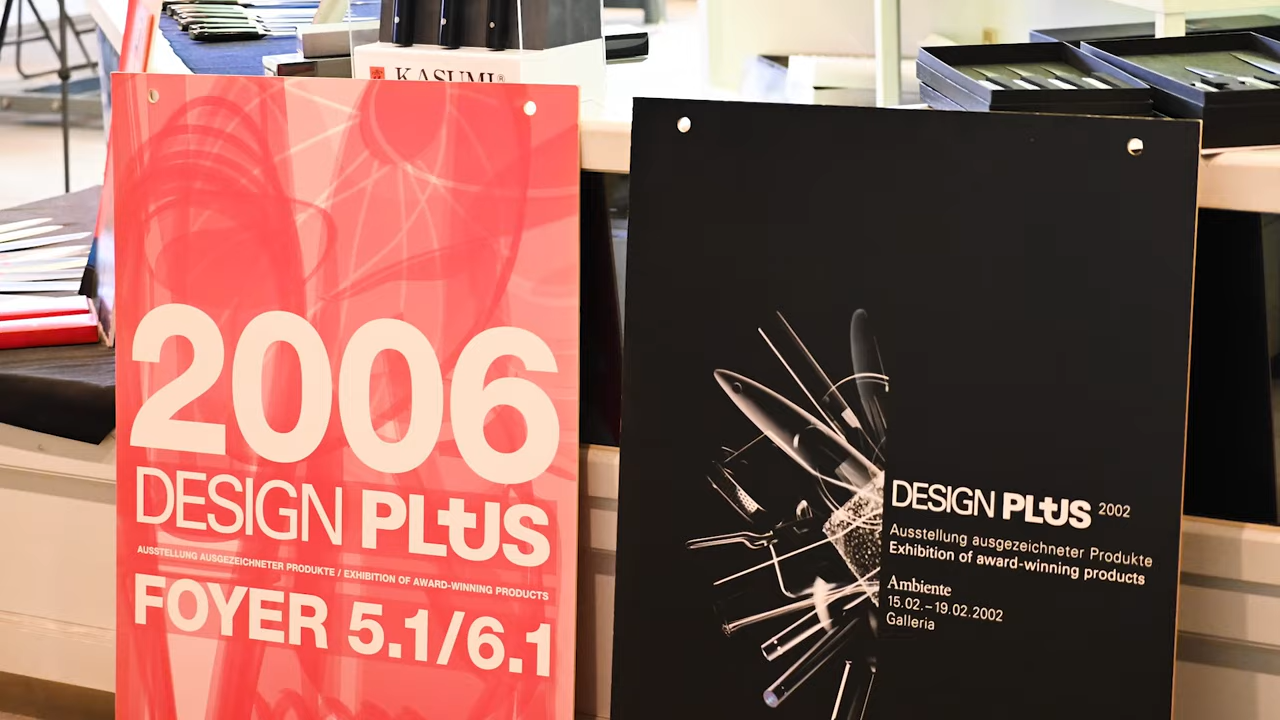 KASUMI®
2006
DESIGN PLUS
AUSSTELLUNG AUSGEZEICHNETER PRODUKTE / EXHIBITION OF AWARD-WINNING PRODUCTS
FOYER 5.1/6.1
DESIGN PLUS 2002
Ausstellung ausgezeichneter Produkte
Exhibition of award-winning products
Ambiente
15.02.–19.02.2002
Galleria